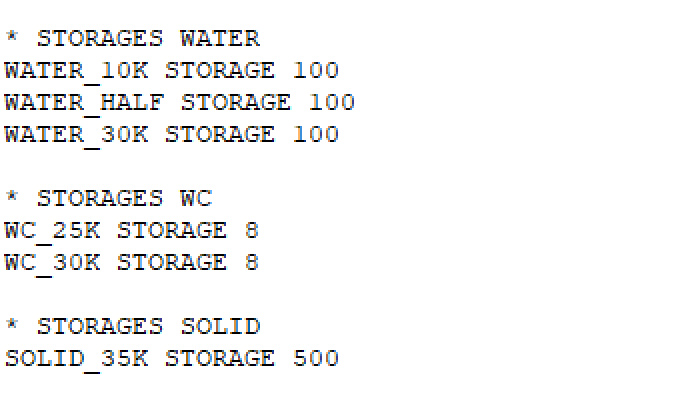 * STORAGES WATER
WATER_10K STORAGE 100
WATER_HALF STORAGE 100
WATER_30K STORAGE 100
* STORAGES WC
WC_25K STORAGE 8
WC_30K STORAGE 8
* STORAGES SOLID
SOLID_35K STORAGE 500